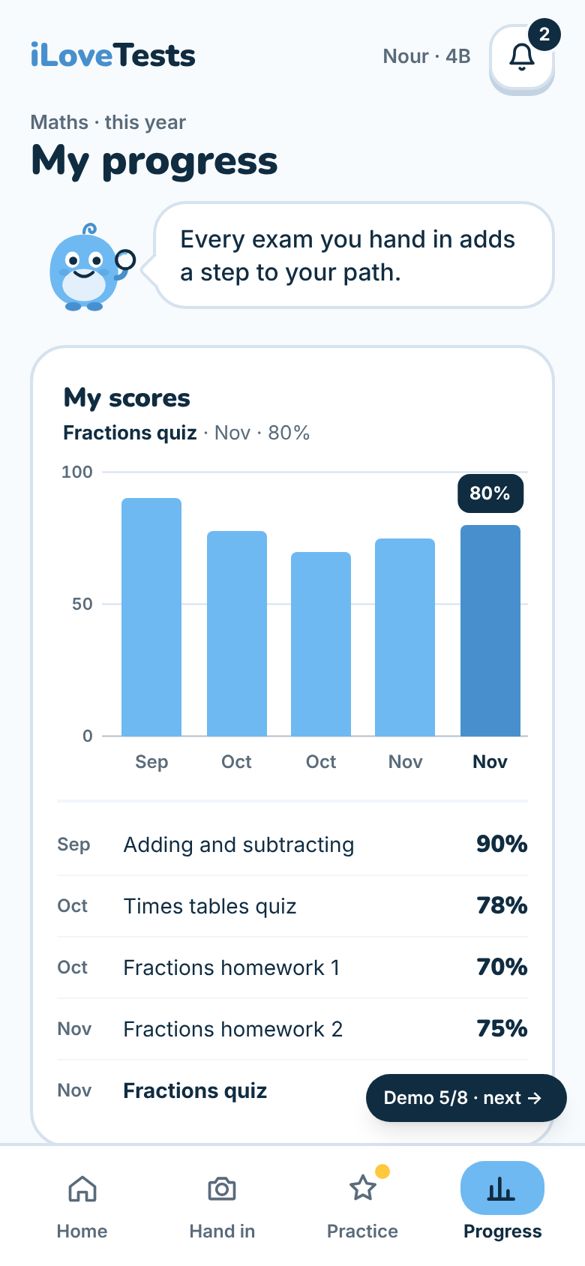 iLoveTests
Nour · 4B
2
Maths · this year
My progress
Every exam you hand in adds
a step to your path.
My scores
Fractions quiz · Nov · 80%
100
80%
50
0
Sep Oct Oct Nov Nov
Sep Adding and subtracting 90%
Oct Times tables quiz 78%
Oct Fractions homework 1 70%
Nov Fractions homework 2 75%
Nov Fractions quiz
Demo 5/8 · next →
Home Hand in Practice Progress